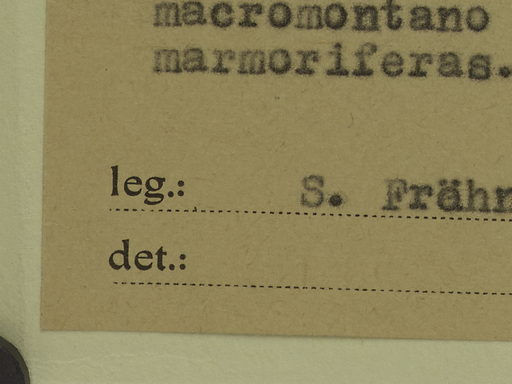 macromontano
marmoriferas.
leg.: S. Frähn
det.: